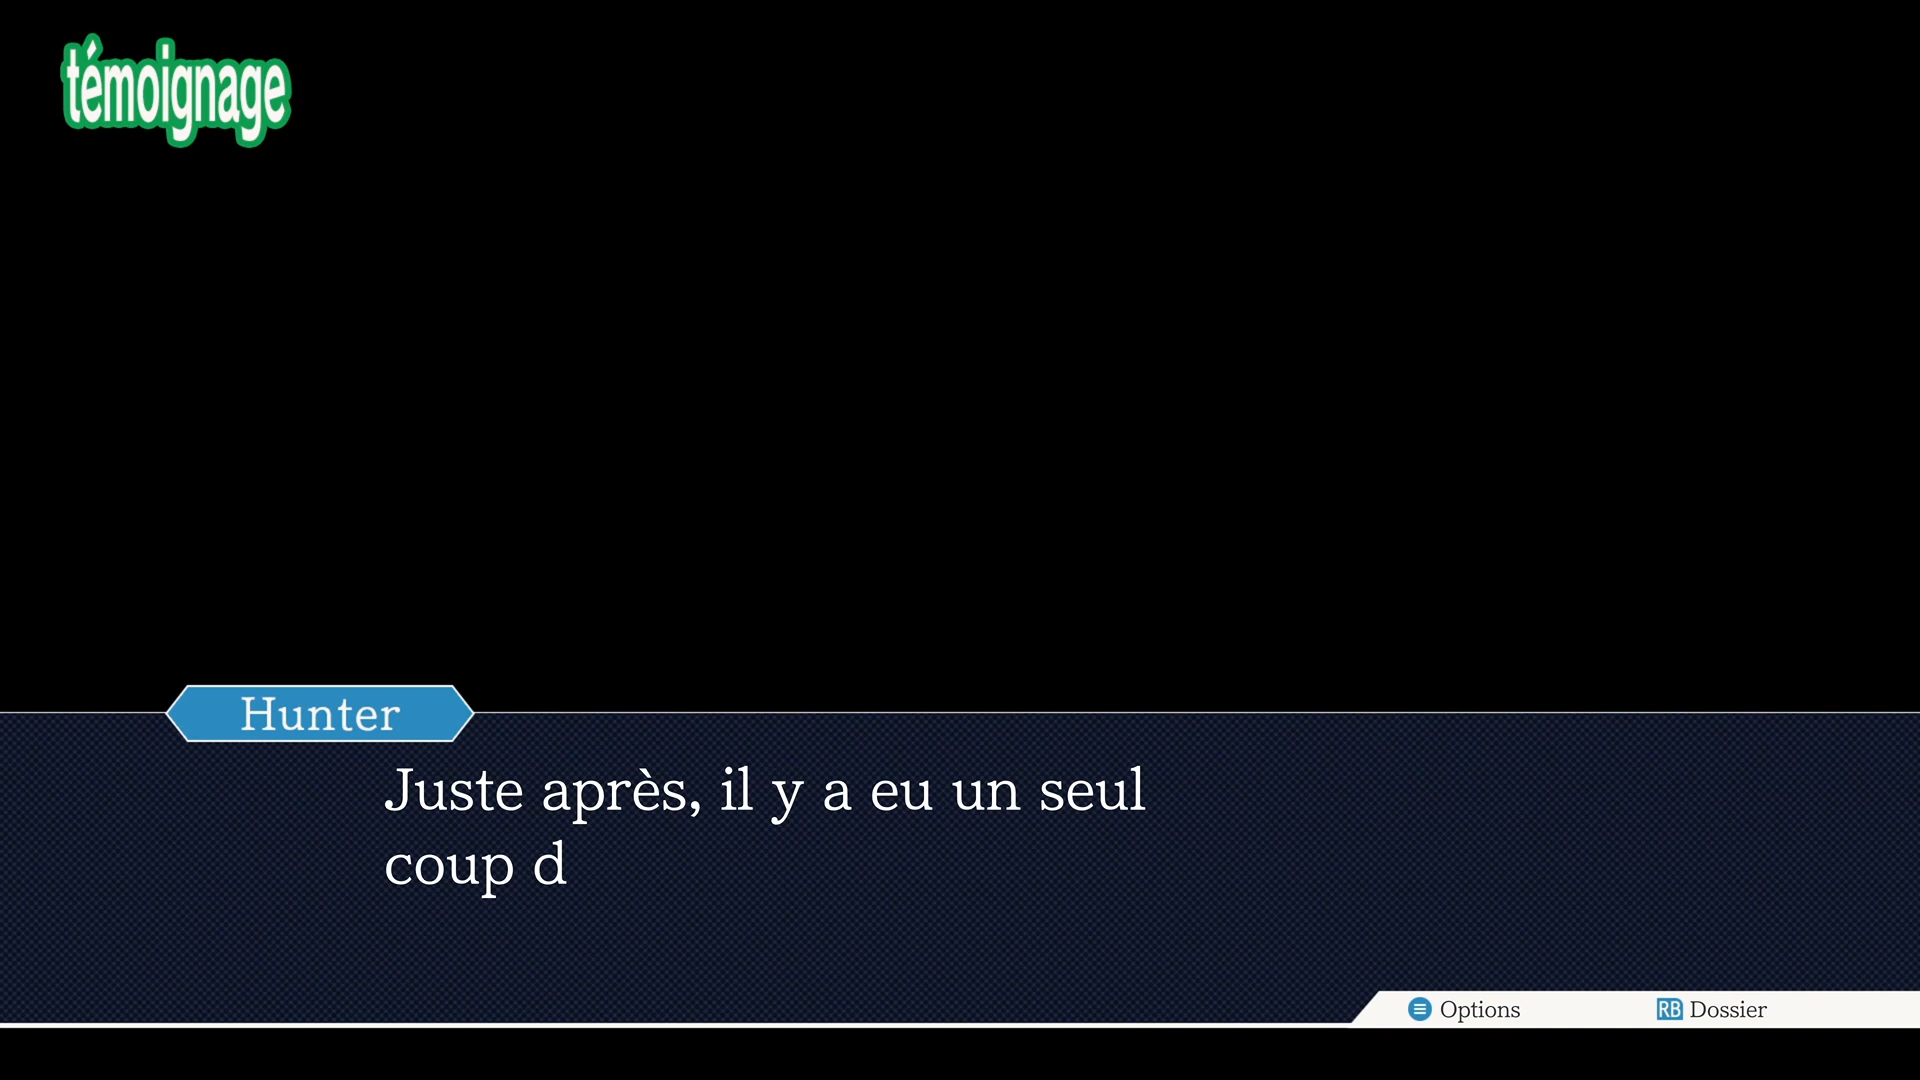 témoignage
Hunter
Juste après, il y a eu un seul
coup d
Options
RB Dossier